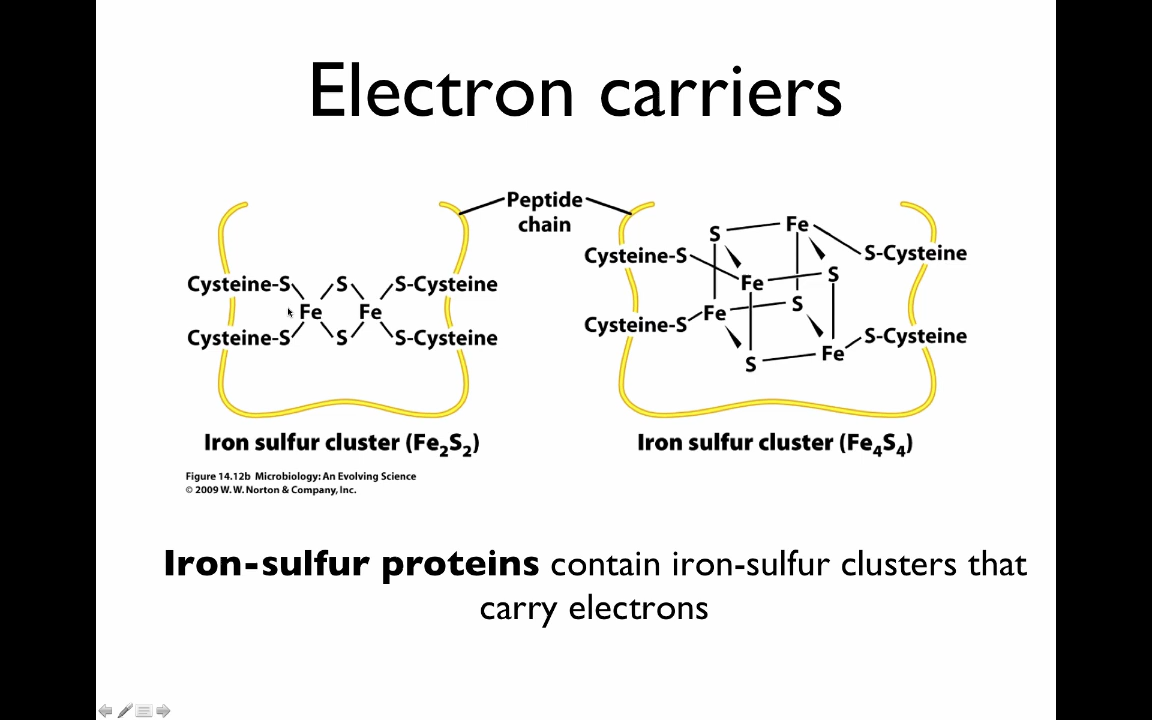 Electron carriers
Peptide
chain
Cysteine-S S S-Cysteine
Fe Fe
Cysteine-S S S-Cysteine
Iron sulfur cluster (Fe₂S₂)
S Fe
Cysteine-S S-Cysteine
Fe S
Fe S
Cysteine-S S-Cysteine
S Fe
Iron sulfur cluster (Fe₄S₄)
Figure 14.12b Microbiology: An Evolving Science
© 2009 W. W. Norton & Company, Inc.
Iron-sulfur proteins contain iron-sulfur clusters that
carry electrons